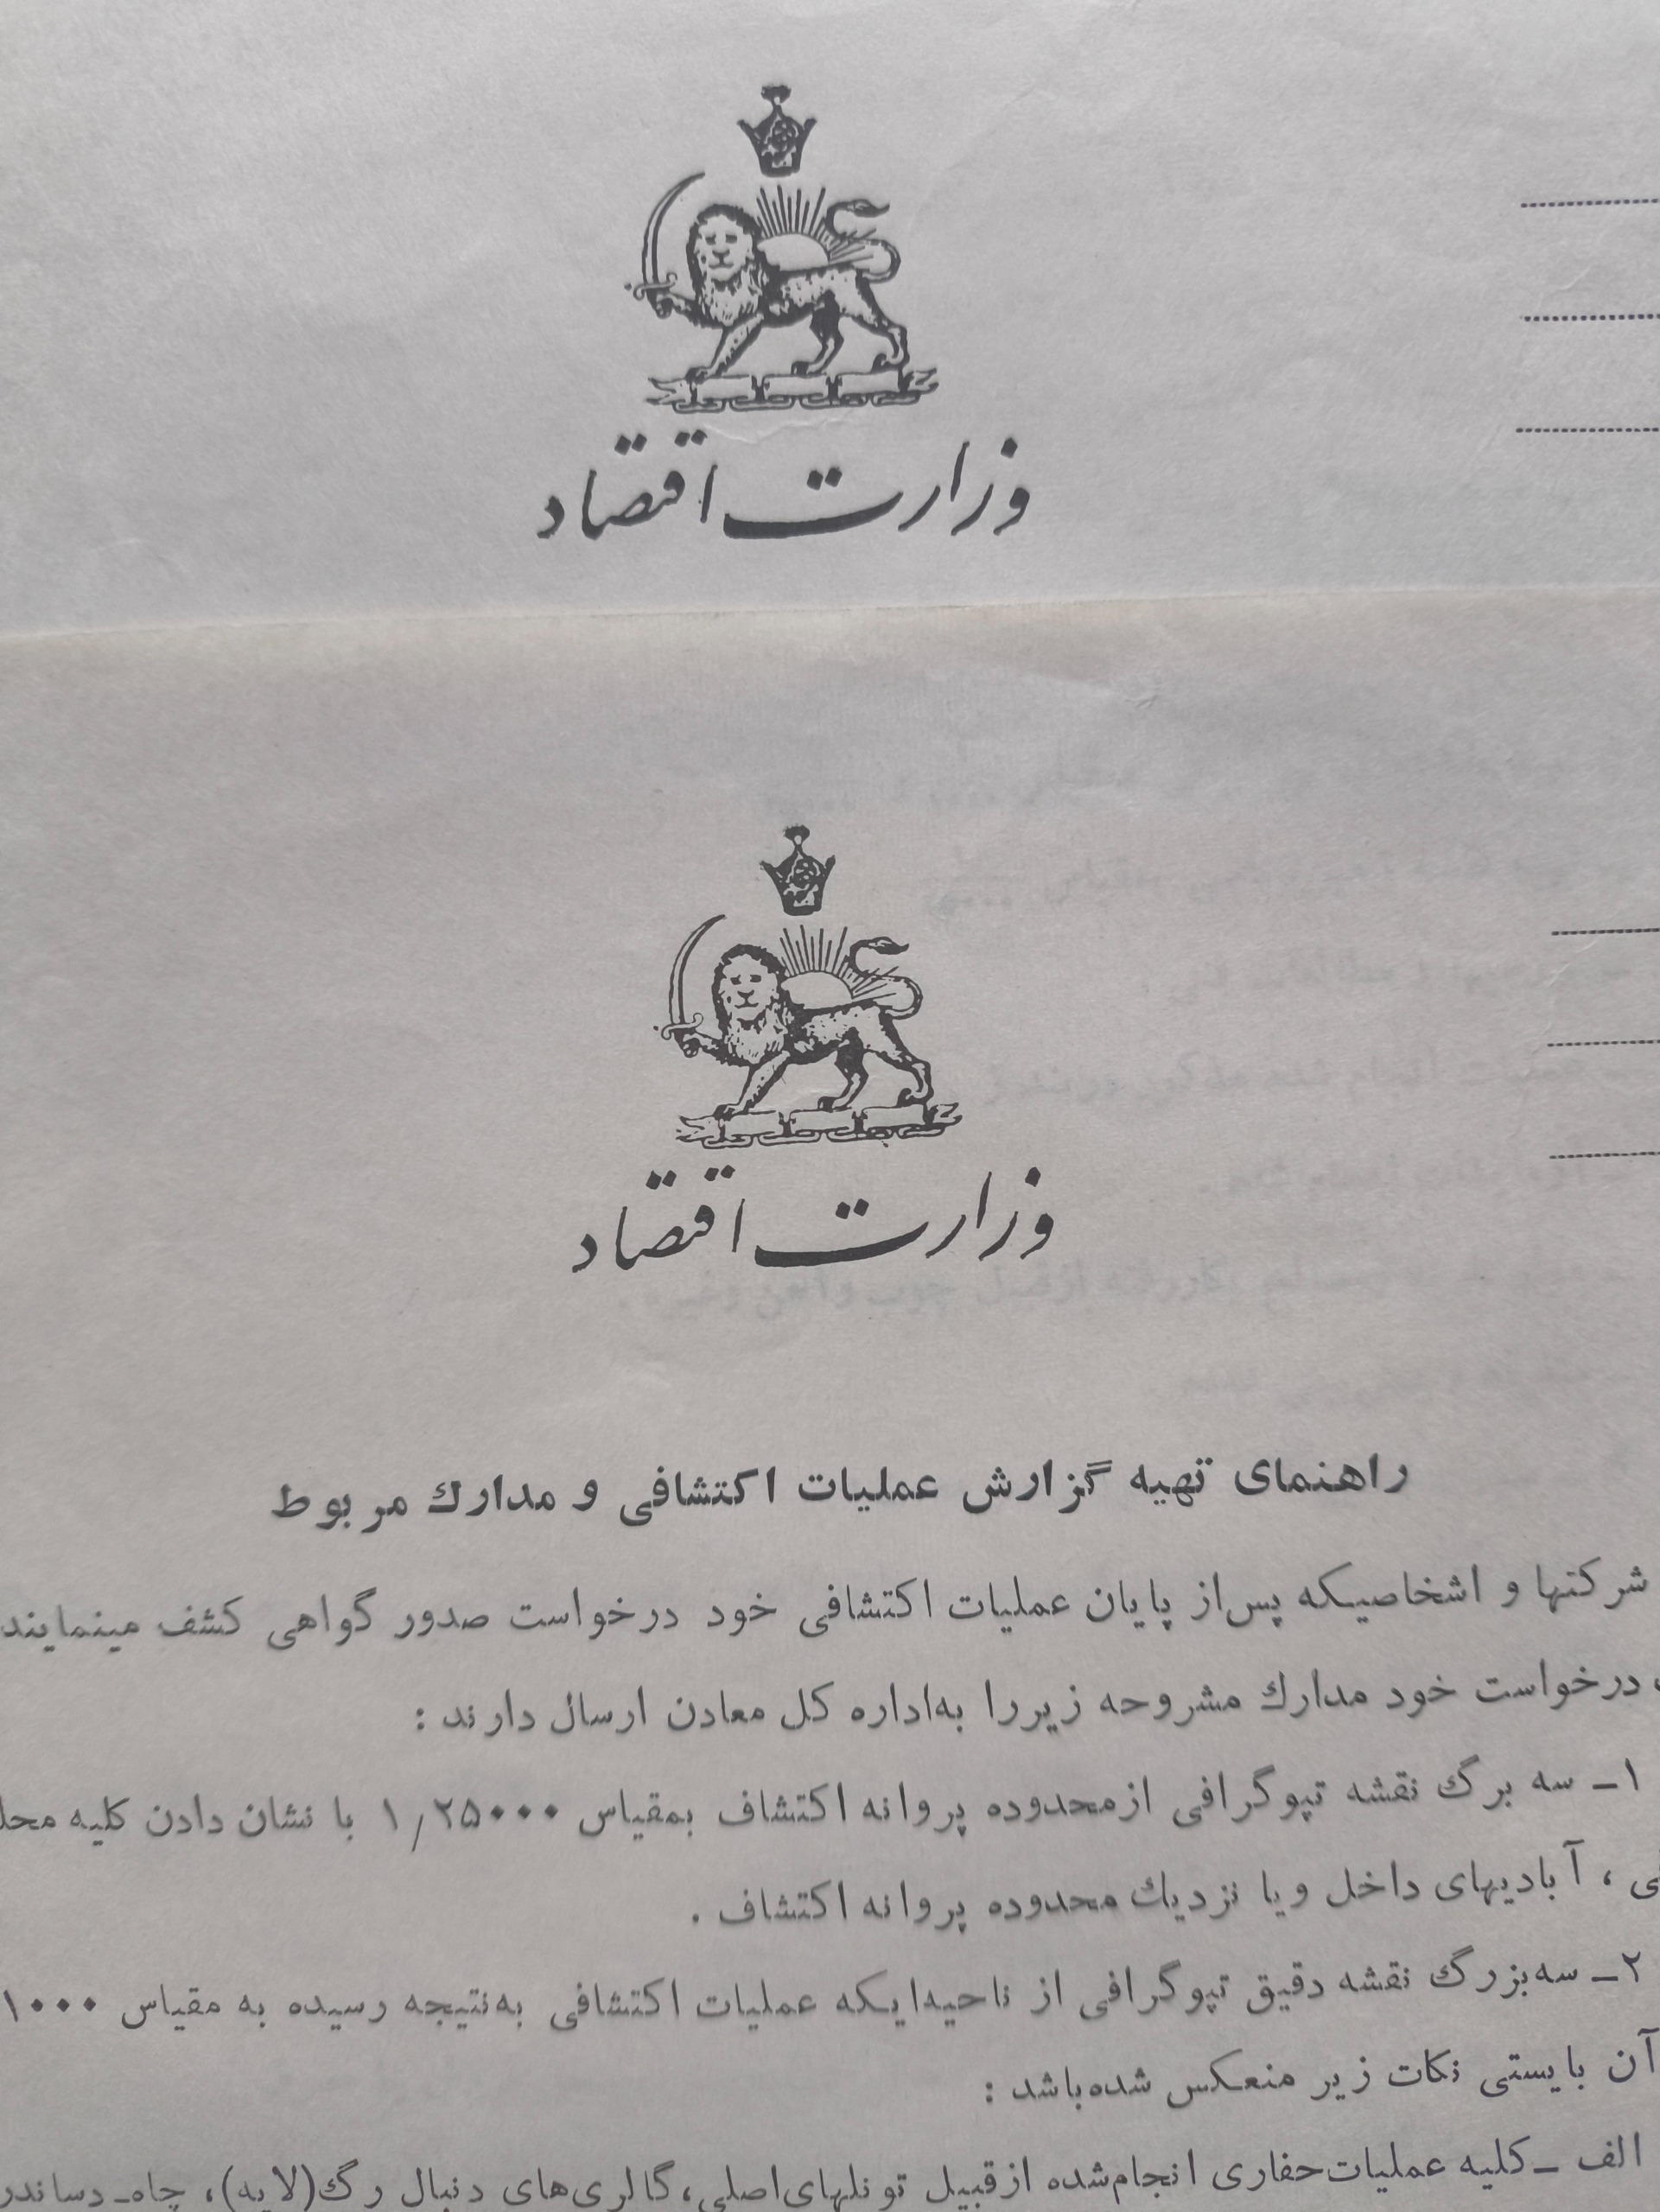 وزارت اقتصاد
وزارت اقتصاد
راهنمای تهیه گزارش عملیات اکتشافی و مدارك مربوط
شرکتها و اشخاصیکه پس‌از پایان عملیات اکتشافی خود درخواست صدور گواهی کشف مینمایند
درخواست خود مدارك مشروحه زیررا به‌اداره کل معادن ارسال دارند :
۱ـ سه برگ نقشه تپوگرافی ازمحدوده پروانه اکتشاف بمقیاس ۱/۲۵۰۰۰ با نشان دادن کلیه
، آبادیهای داخل ویا نزدیك محدوده پروانه اکتشاف .
۲ـ سه‌بزرگ نقشه دقیق تپوگرافی از ناحیه‌ایکه عملیات اکتشافی به‌نتیجه رسیده به مقیاس ۱۰۰۰
آن بایستی نکات زیر منعکس شده‌باشد :
الف ـ کلیه عملیات‌حفاری انجام‌شده ازقبیل تونلهای‌اصلی، گالری‌های دنبال رگ(لایه)، چاه‌ـ